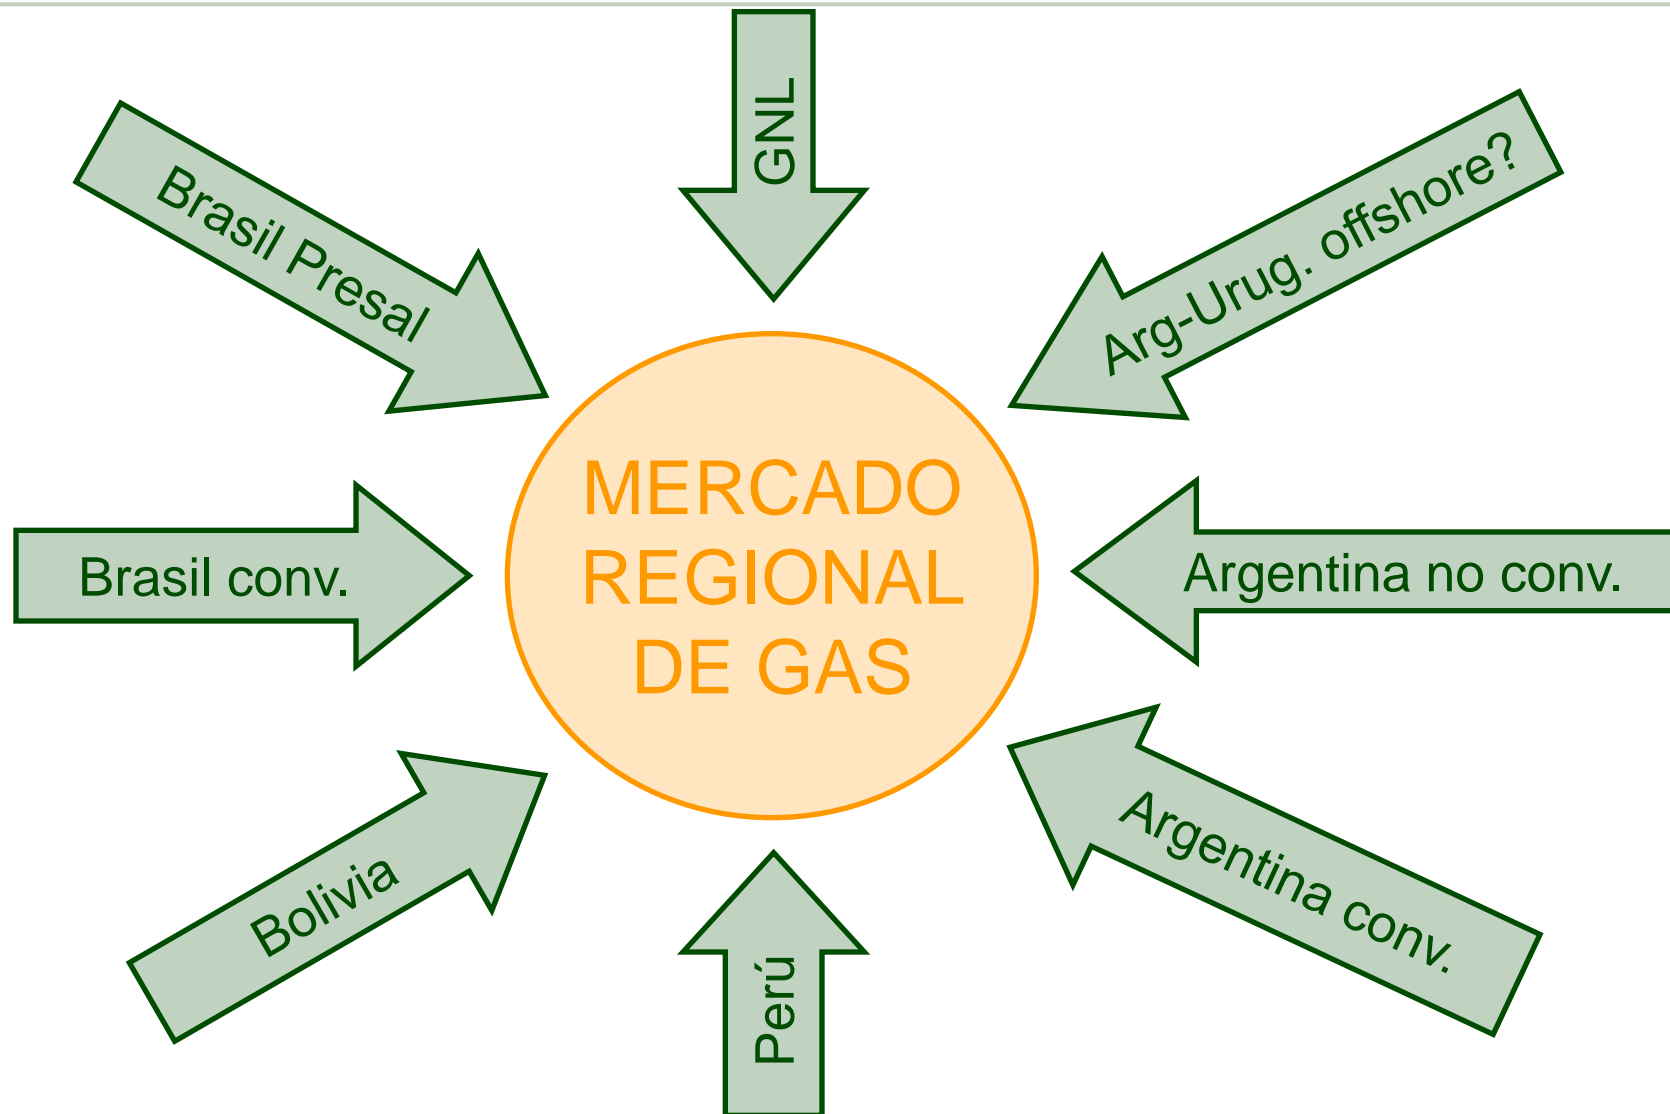 GNL
Brasil Presal
Arg-Urug. offshore?
MERCADO
REGIONAL
DE GAS
Brasil conv.
Argentina no conv.
Bolivia
Argentina conv.
Perú